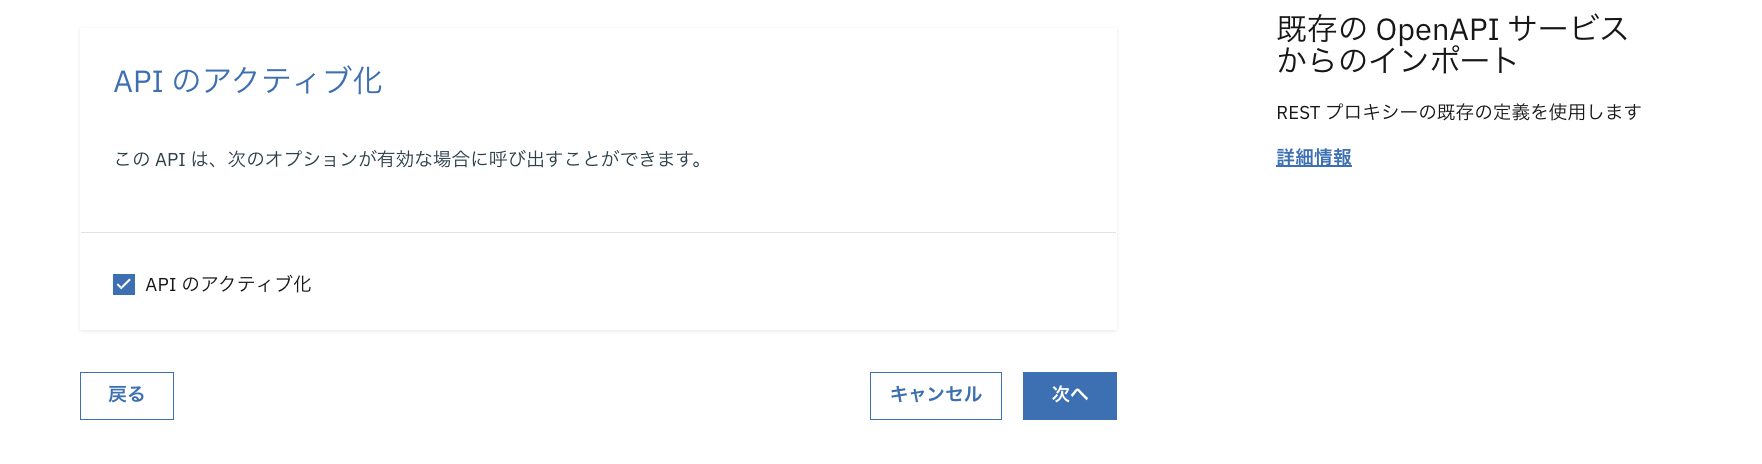 API のアクティブ化
この API は、次のオプションが有効な場合に呼び出すことができます。
API のアクティブ化
戻る
キャンセル
次へ
既存の OpenAPI サービス
からのインポート
REST プロキシーの既存の定義を使用します
詳細情報